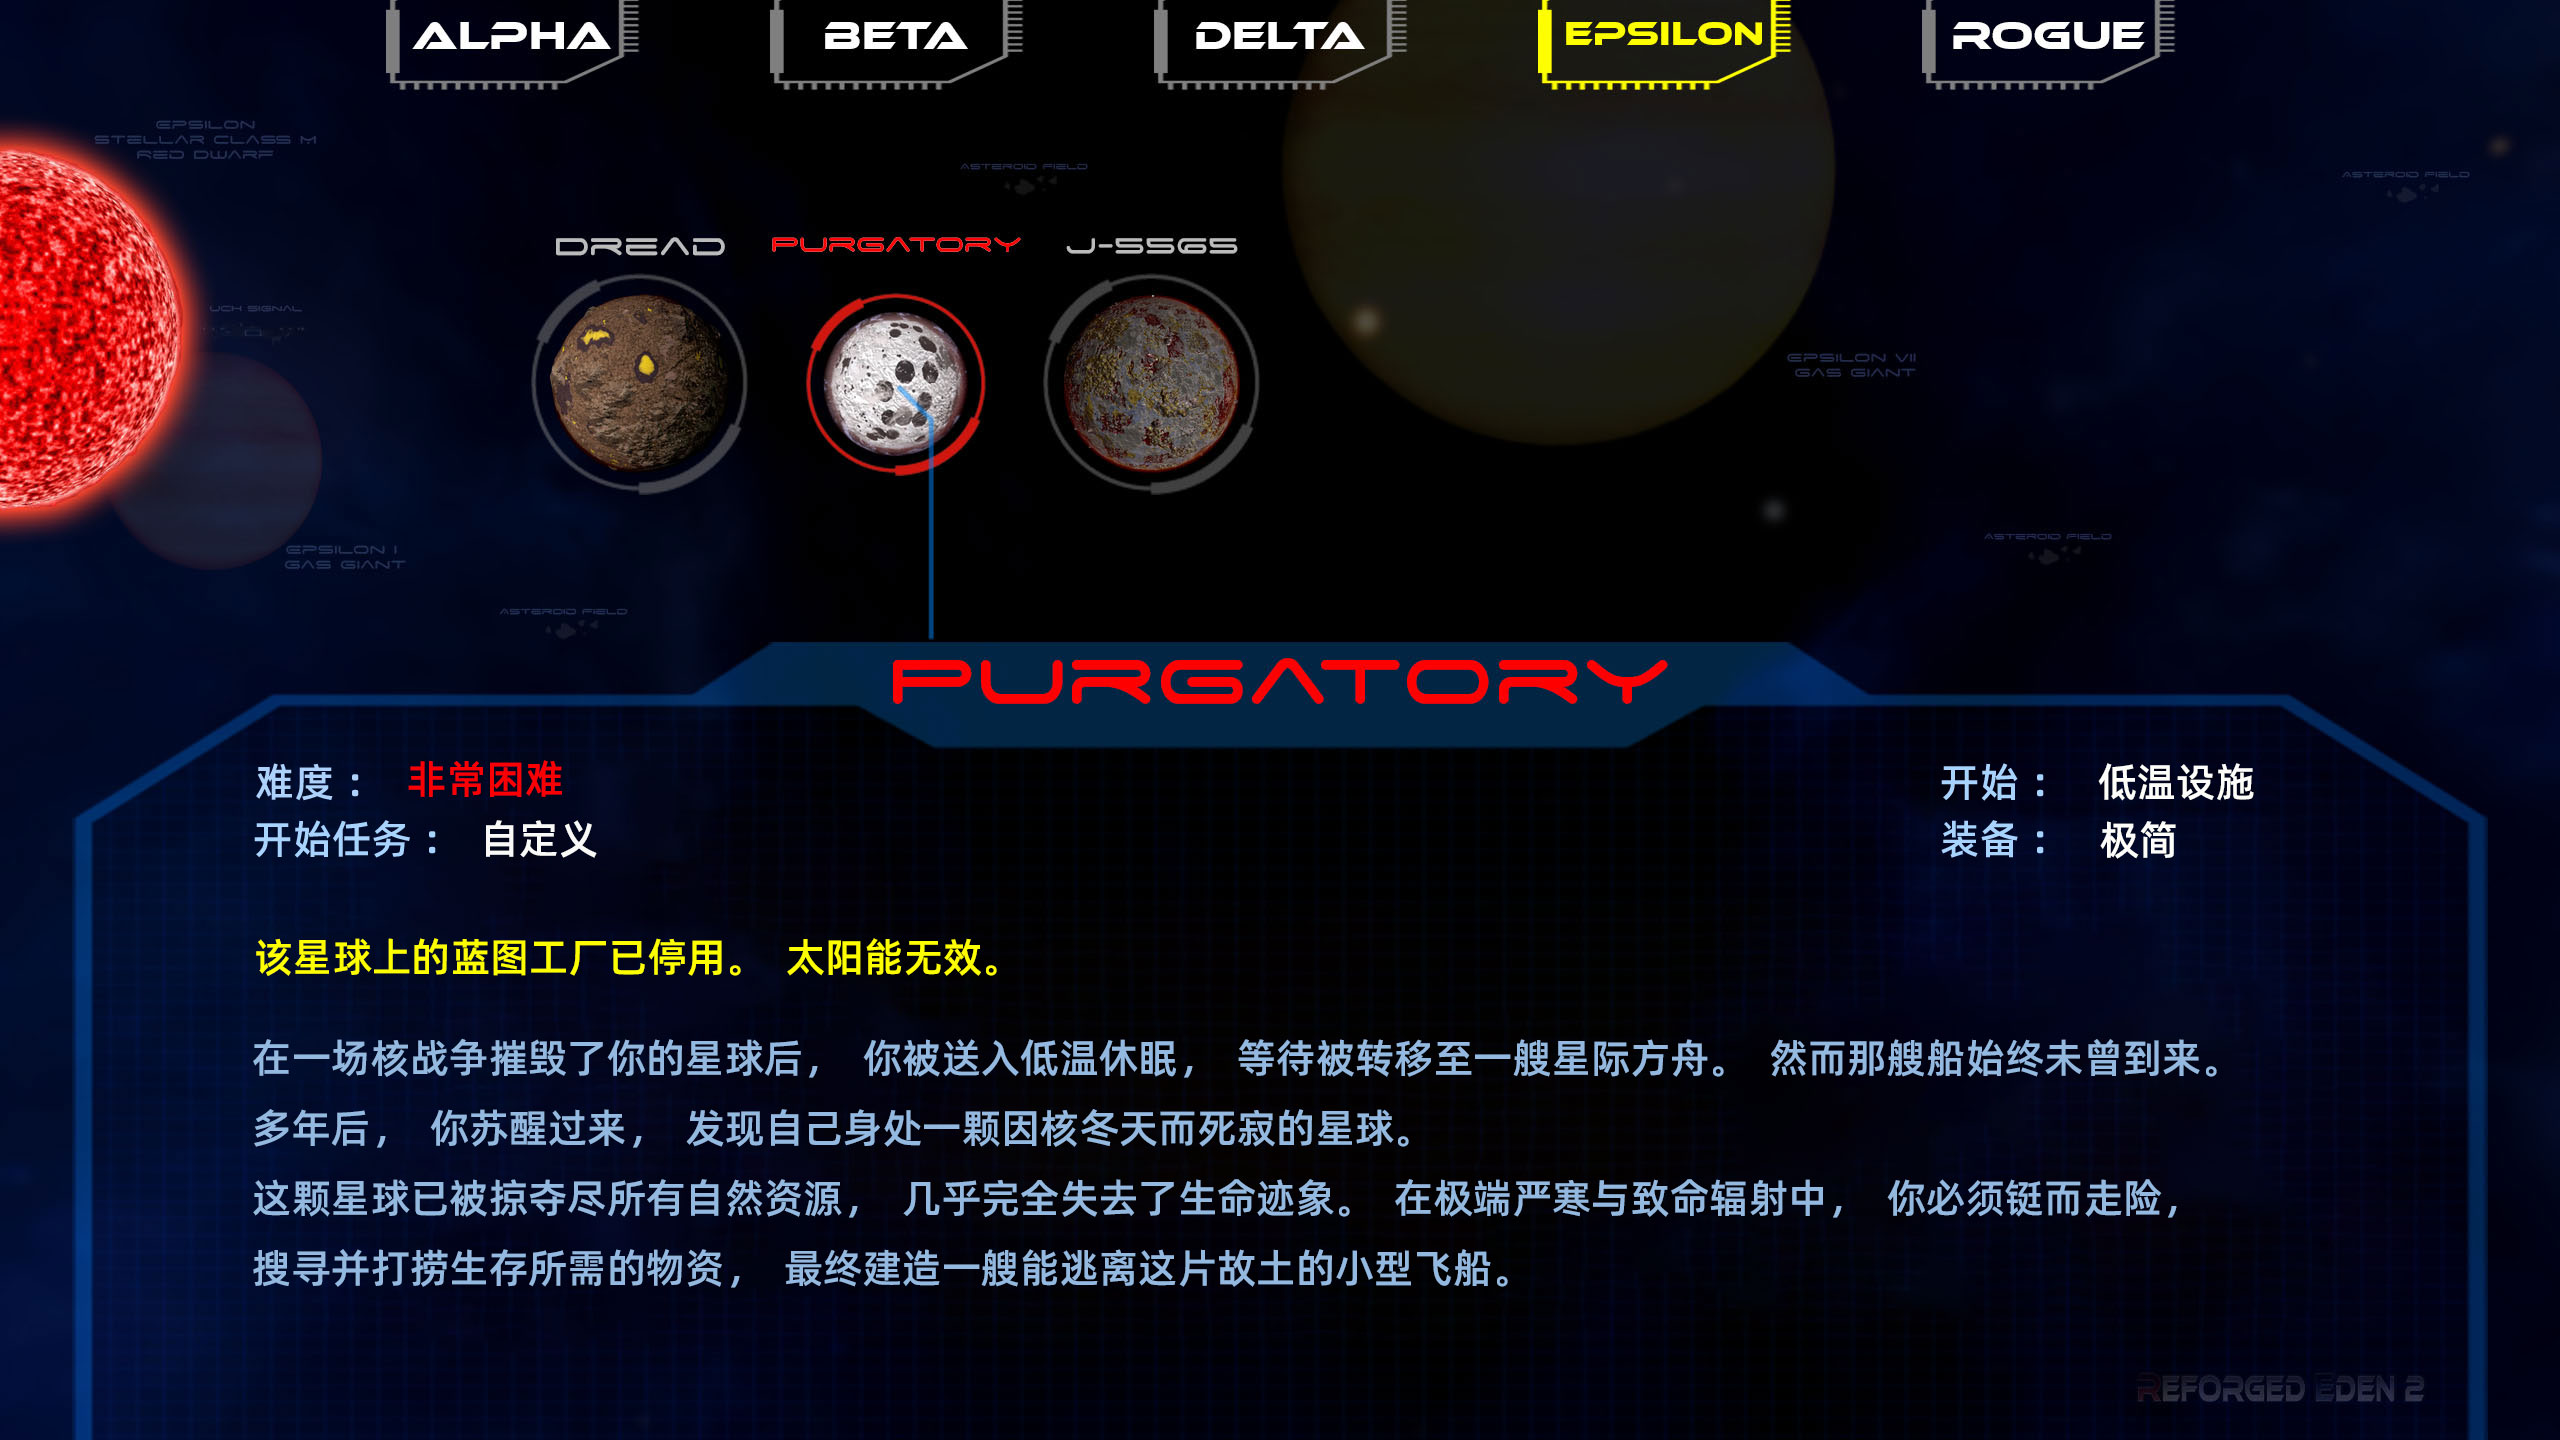 ALPHA
BETA
DELTA
EPSILON
ROGUE
EPSILON
STELLAR CLASS M
RED DWARF
ASTEROID FIELD
ASTEROID FIELD
DREAD
PURGATORY
J-5565
UCH SIGNAL
EPSILON VII
GAS GIANT
EPSILON I
GAS GIANT
ASTEROID FIELD
ASTEROID FIELD
PURGATORY
难度： 非常困难
开始： 低温设施
开始任务： 自定义
装备： 极简
该星球上的蓝图工厂已停用。 太阳能无效。
在一场核战争摧毁了你的星球后， 你被送入低温休眠， 等待被转移至一艘星际方舟。 然而那艘船始终未曾到来。
多年后， 你苏醒过来， 发现自己身处一颗因核冬天而死寂的星球。
这颗星球已被掠夺尽所有自然资源， 几乎完全失去了生命迹象。 在极端严寒与致命辐射中， 你必须铤而走险，
搜寻并打捞生存所需的物资， 最终建造一艘能逃离这片故土的小型飞船。
REFORGED EDEN 2